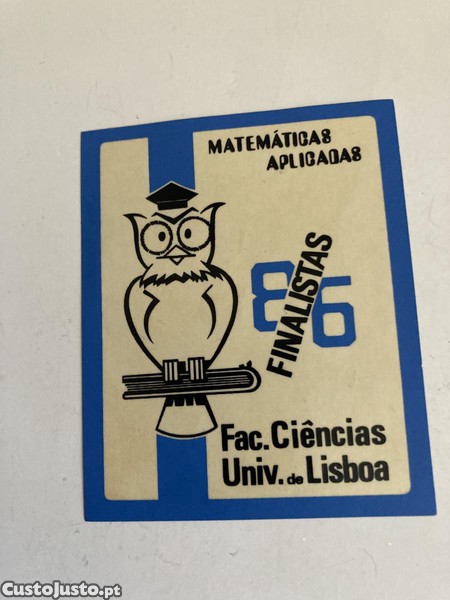 MATEMÁTICAS
APLICADAS
86
FINALISTAS
Fac. Ciências
Univ. de Lisboa
CustoJusto.pt